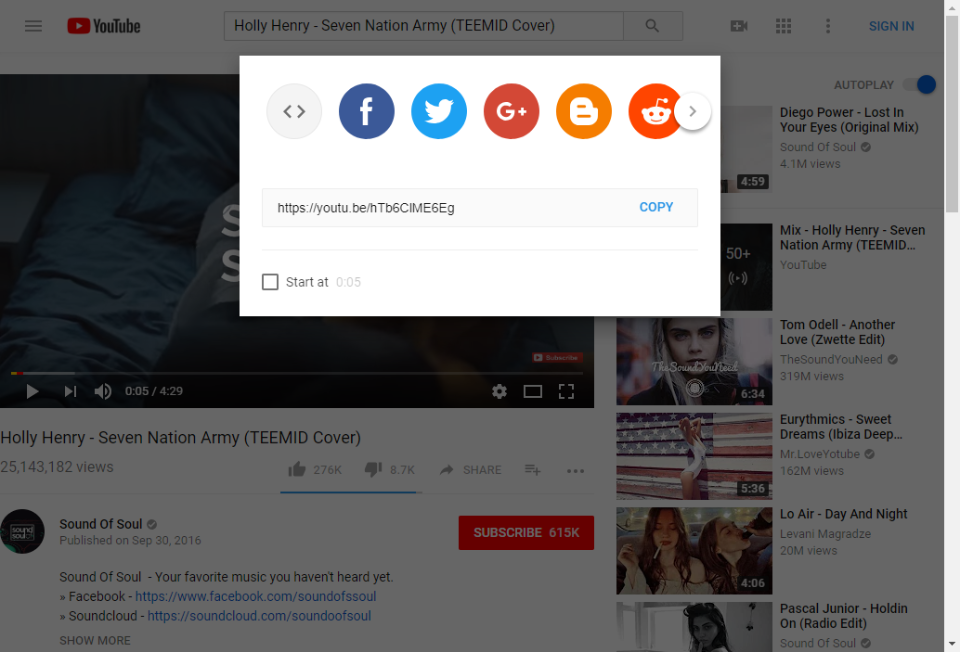 YouTube
Holly Henry - Seven Nation Army (TEEMID Cover)
SIGN IN
https://youtu.be/hTb6ClME6Eg
COPY
Start at 0:05
S
S
Subscribe
0:05 / 4:29
Holly Henry - Seven Nation Army (TEEMID Cover)
25,143,182 views
276K
8.7K
SHARE
sound of soul
Sound Of Soul
Published on Sep 30, 2016
SUBSCRIBE 615K
Sound Of Soul - Your favorite music you haven't heard yet.
» Facebook - https://www.facebook.com/soundofssoul
» Soundcloud - https://soundcloud.com/soundoofsoul
SHOW MORE
AUTOPLAY
4:59
Diego Power - Lost In
Your Eyes (Original Mix)
Sound Of Soul
4.1M views
50+
Mix - Holly Henry - Seven
Nation Army (TEEMID…
YouTube
TheSoundYouNeed
6:34
Tom Odell - Another
Love (Zwette Edit)
TheSoundYouNeed
319M views
5:36
Eurythmics - Sweet
Dreams (Ibiza Deep…
Mr.LoveYotube
162M views
4:06
Lo Air - Day And Night
Levani Magradze
20M views
Pascal Junior - Holdin
On (Radio Edit)
Sound Of Soul